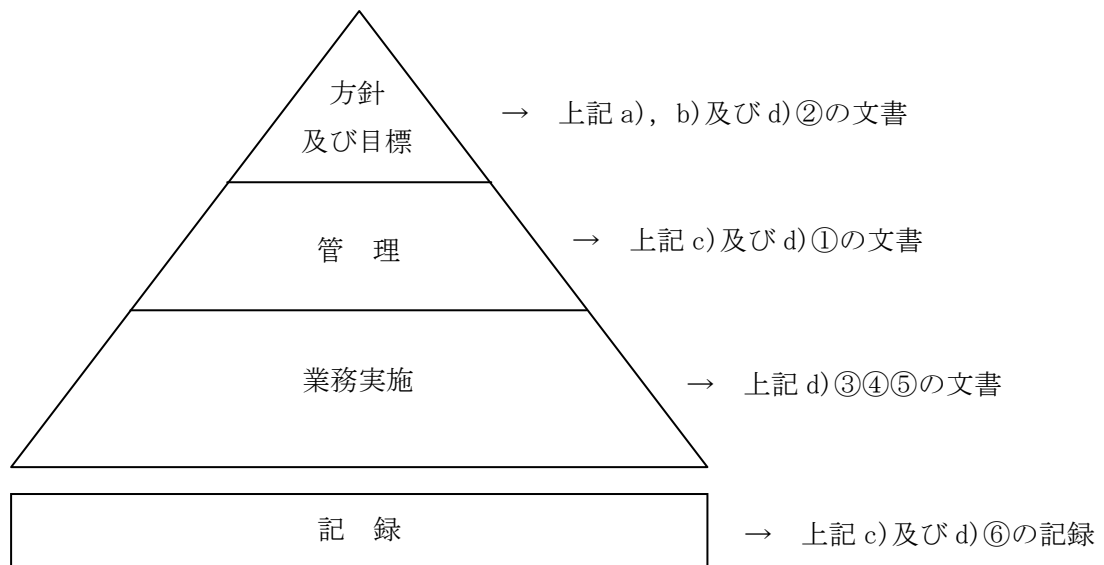 方針
及び目標
→ 上記 a)，b)及び d)②の文書
管 理
→ 上記 c)及び d)①の文書
業務実施
→ 上記 d)③④⑤の文書
記 録
→ 上記 c)及び d)⑥の記録